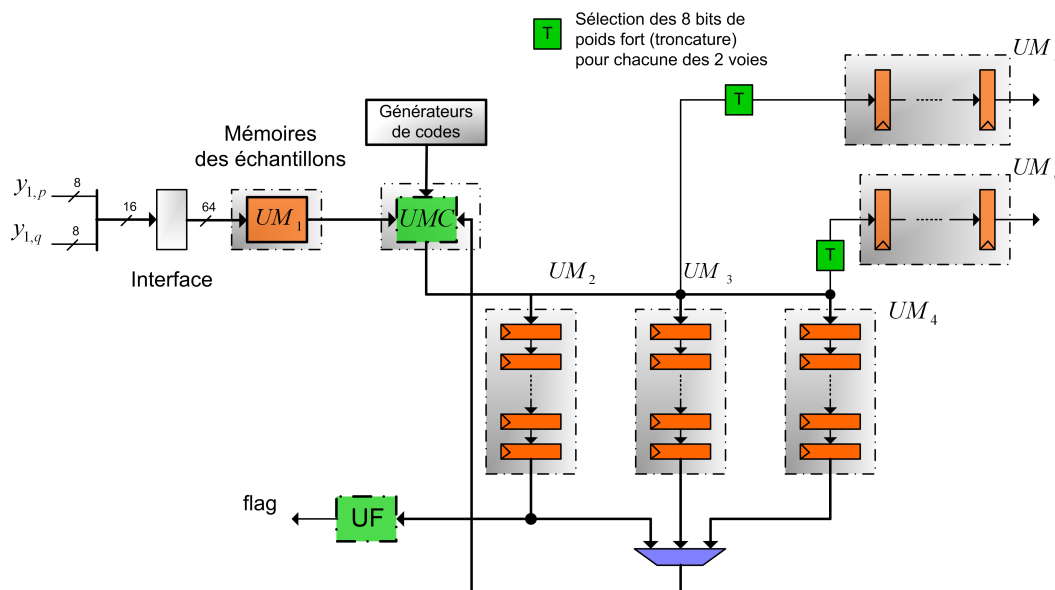 T
Sélection des 8 bits de
poids fort (troncature)
pour chacune des 2 voies
UM
T
Générateurs
de codes
Mémoires
des échantillons
UM
y1,p
8
16
64
UM1
UMC
y1,q
8
T
Interface
UM2
UM3
UM4
flag
UF